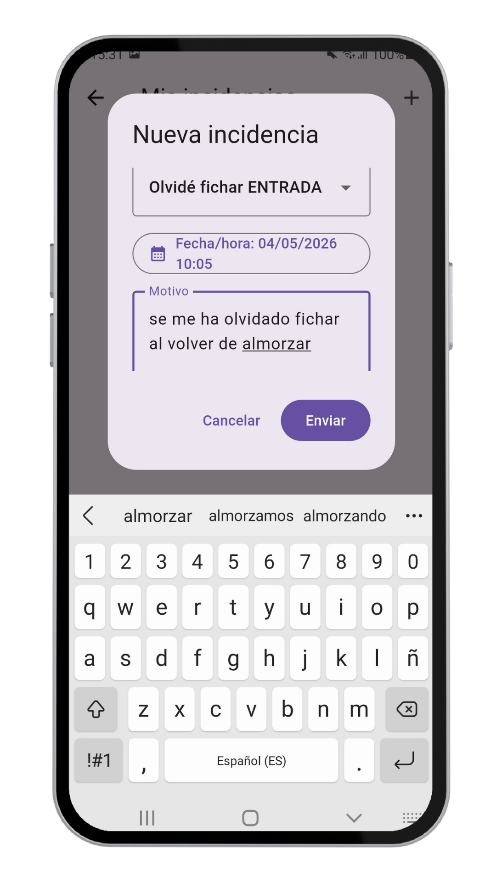 15:31 100%
Mis incidencias
Nueva incidencia
Olvidé fichar ENTRADA
Fecha/hora: 04/05/2026
10:05
Motivo
se me ha olvidado fichar
al volver de almorzar
Cancelar Enviar
almorzar almorzamos almorzando
1 2 3 4 5 6 7 8 9 0
q w e r t y u i o p
a s d f g h j k l ñ
z x c v b n m
!#1 , Español (ES) .